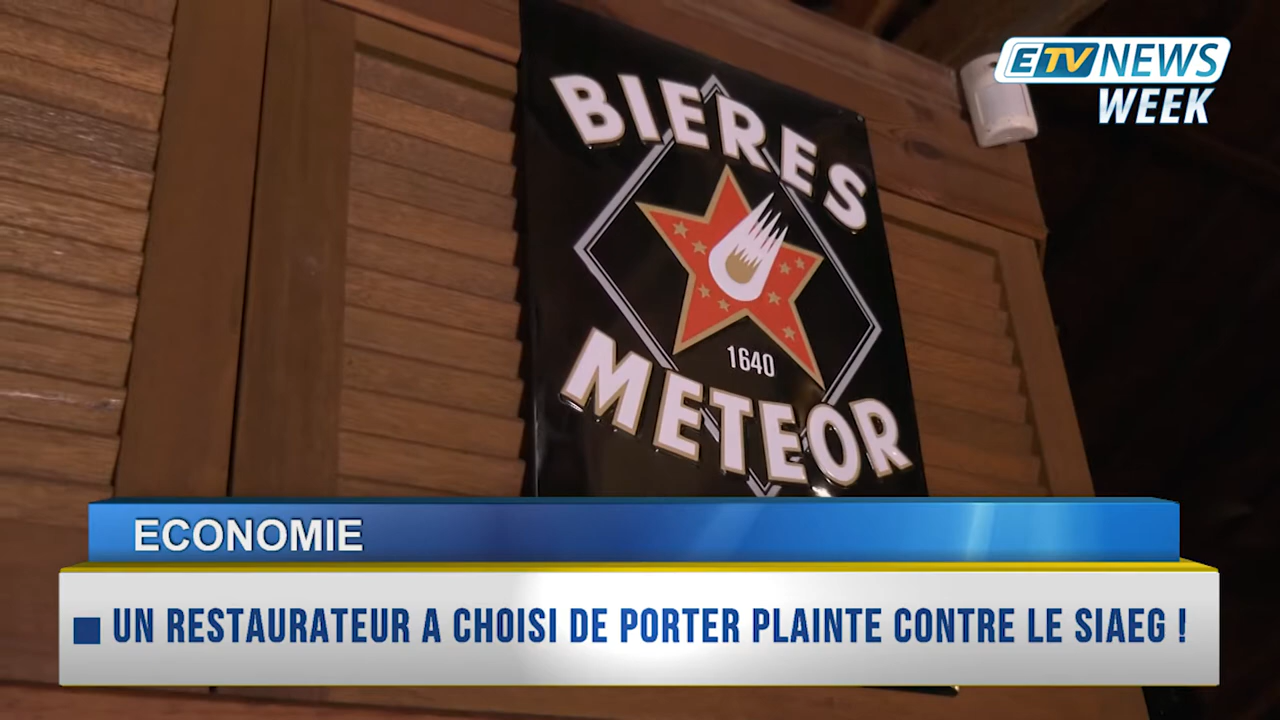 ETV NEWS
WEEK
BIERES
1640
METEOR
ECONOMIE
UN RESTAURATEUR A CHOISI DE PORTER PLAINTE CONTRE LE SIAEG !